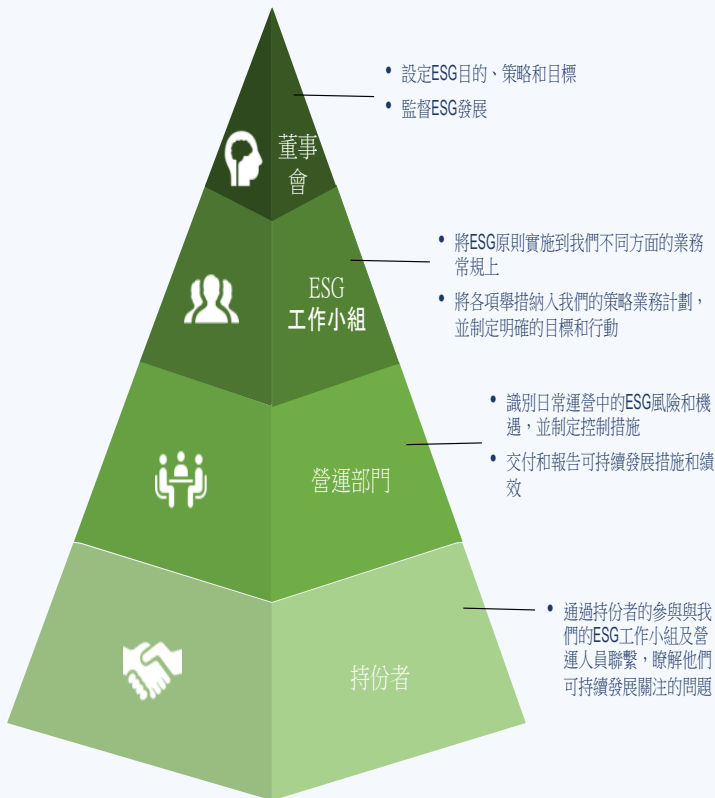 • 設定ESG目的、策略和目標
• 監督ESG發展
董事
會
• 將ESG原則實施到我們不同方面的業務
常規上
• 將各項舉措納入我們的策略業務計劃，
並制定明確的目標和行動
ESG
工作小組
• 識別日常運營中的ESG風險和機
遇，並制定控制措施
• 交付和報告可持續發展措施和績
效
營運部門
• 通過持份者的參與與我
們的ESG工作小組及營
運人員聯繫，瞭解他們
可持續發展關注的問題
持份者